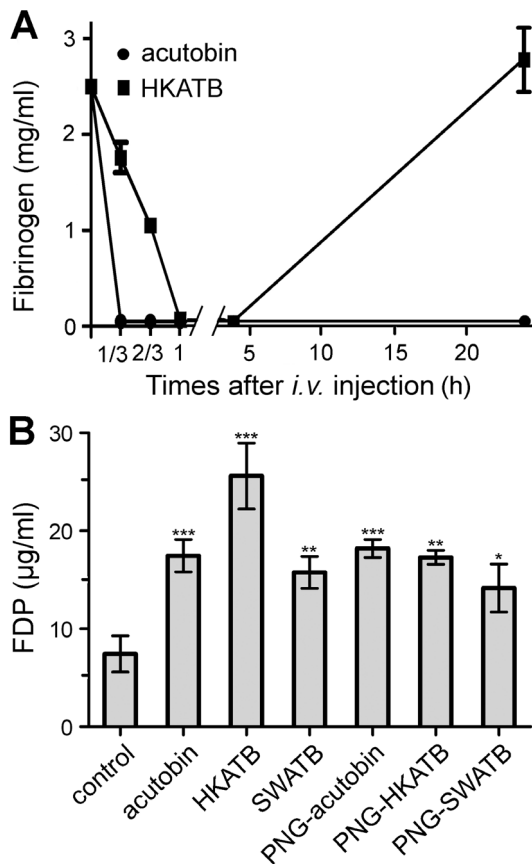 A
acutobin
HKATB
Fibrinogen (mg/ml)
3
2
1
0
1/3 2/3 1 5 10 15 20
Times after i.v. injection (h)
B
FDP (µg/ml)
30
20
10
0
***
***
**
***
**
*
control
acutobin
HKATB
SWATB
PNG-acutobin
PNG-HKATB
PNG-SWATB